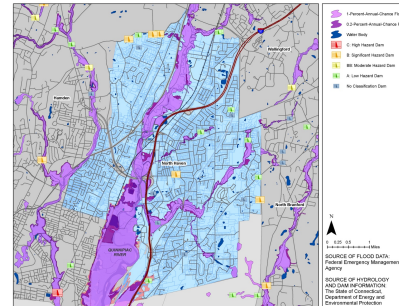 Wallingford
Hamden
North Haven
North Branford
QUINNIPIAC
RIVER
1-Percent-Annual-Chance
0.2-Percent-Annual-Chance
Water Body
C: High Hazard Dam
B: Significant Hazard Dam
BB: Moderate Hazard Dam
A: Low Hazard Dam
No Classification Dam
N
0 0.25 0.5 1
Miles
SOURCE OF FLOOD DATA:
Federal Emergency Managemen
Agency
SOURCE OF HYDROLOGY
AND DAM INFORMATION:
The State of Connecticut,
Department of Energy and
Environmental Protection